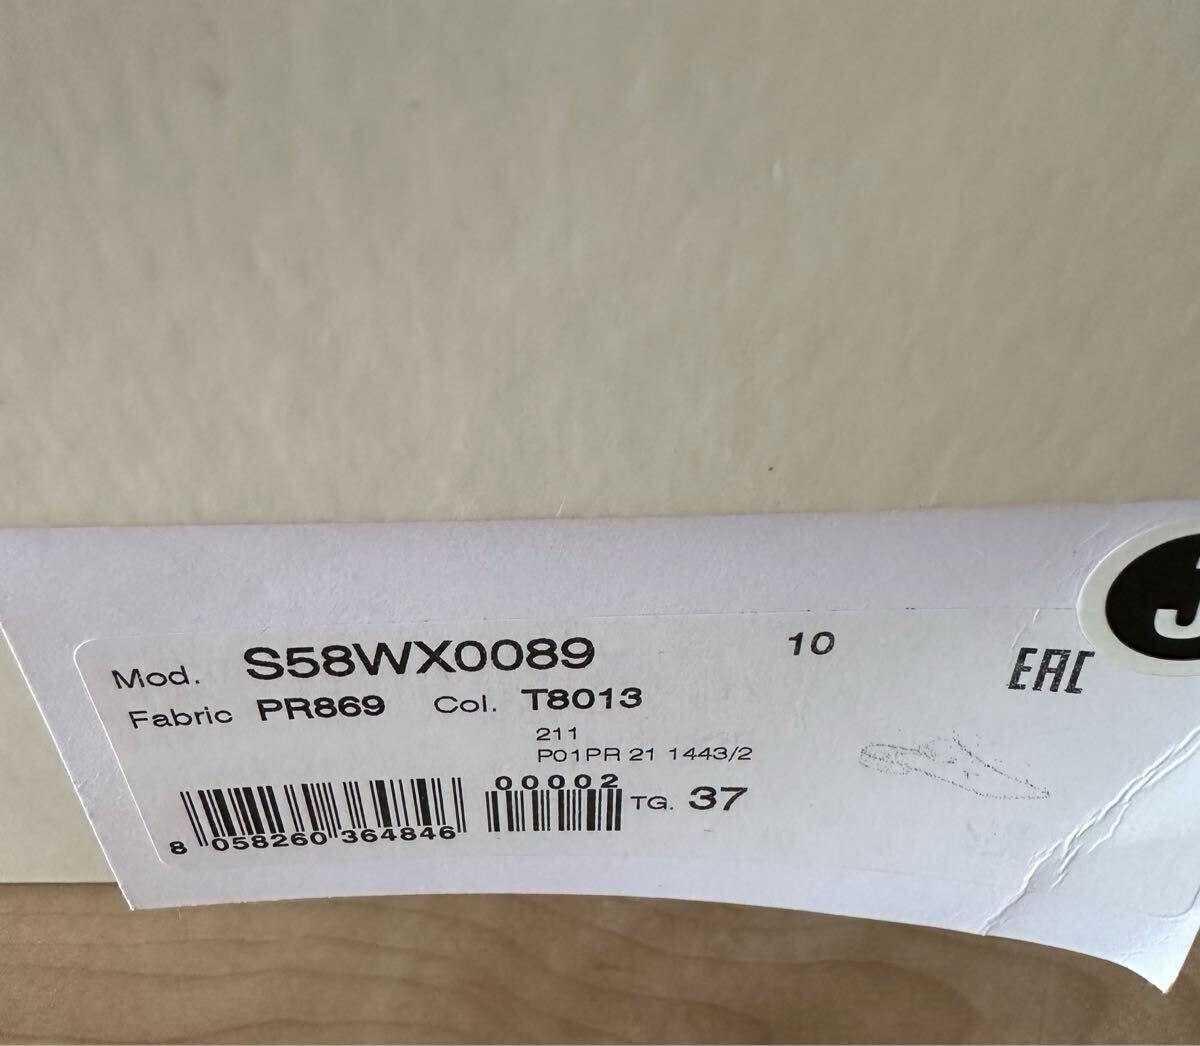 Mod. S58WX0089 10
EAC
Fabric PR869 Col. T8013
211
P01PR 21 1443/2
00002
TG. 37
8 058260 364846